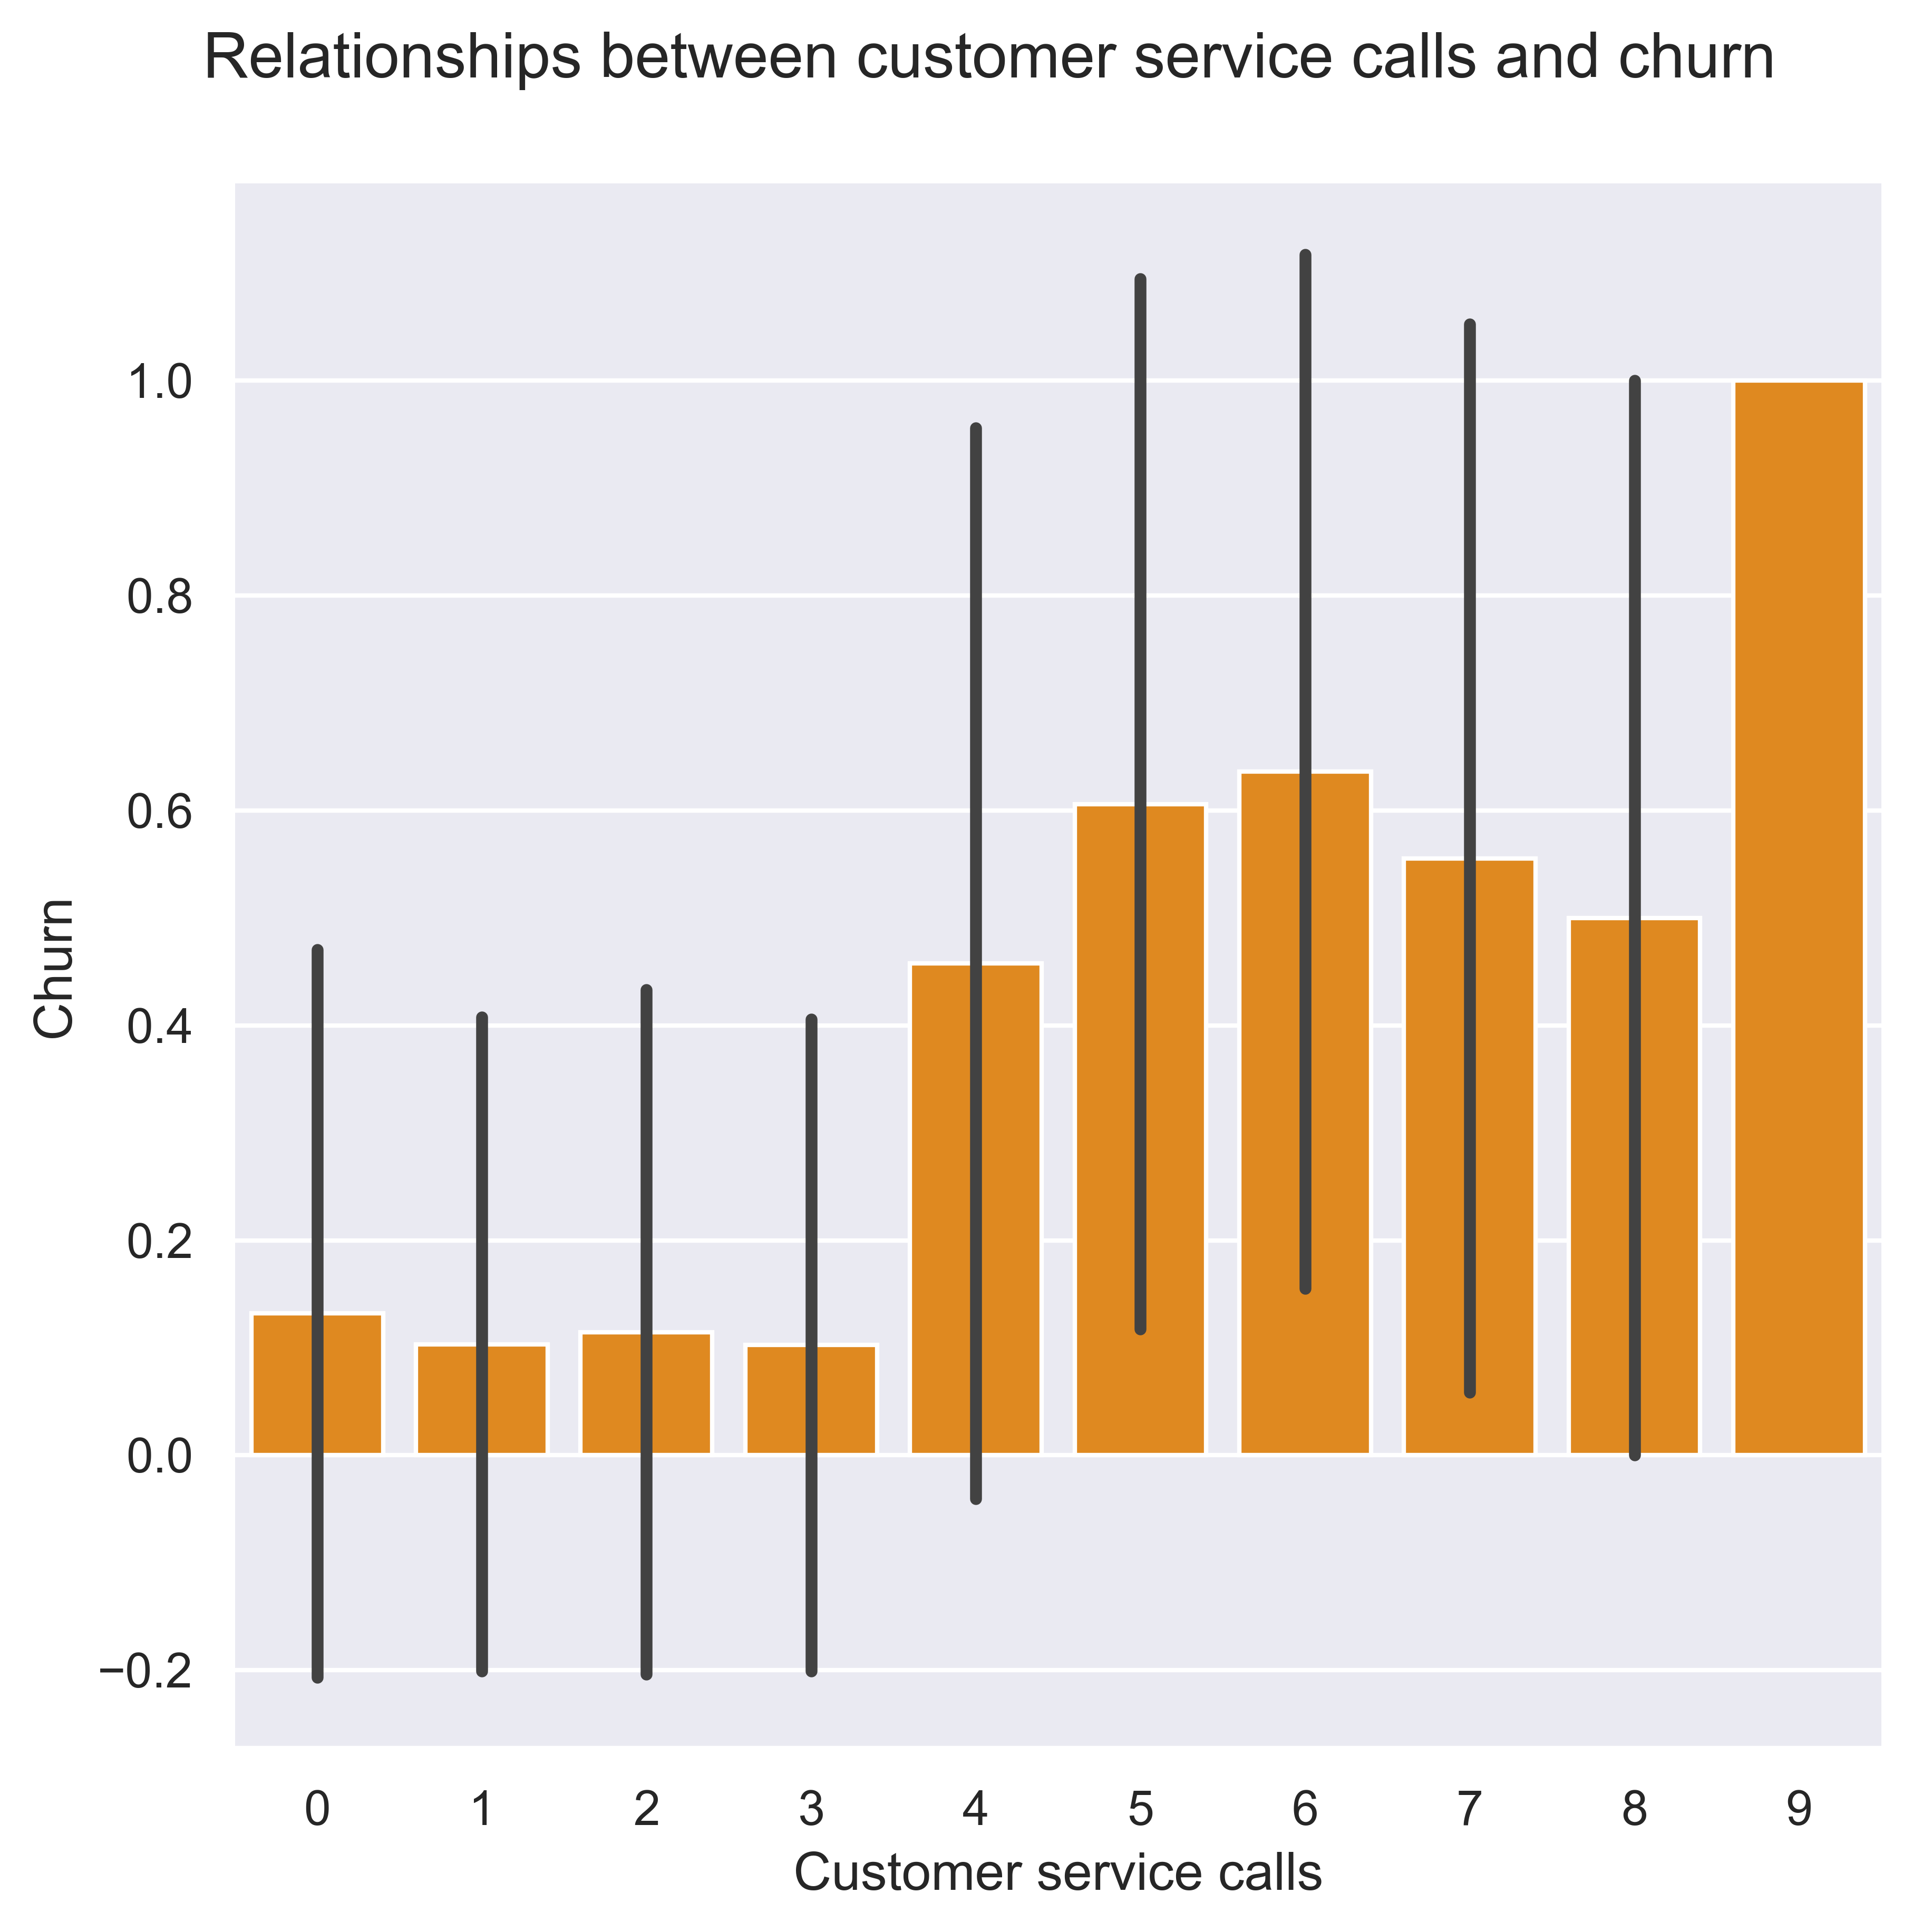 Relationships between customer service calls and churn
1.0
0.8
0.6
0.4
0.2
0.0
−0.2
Churn
0 1 2 3 4 5 6 7 8 9
Customer service calls